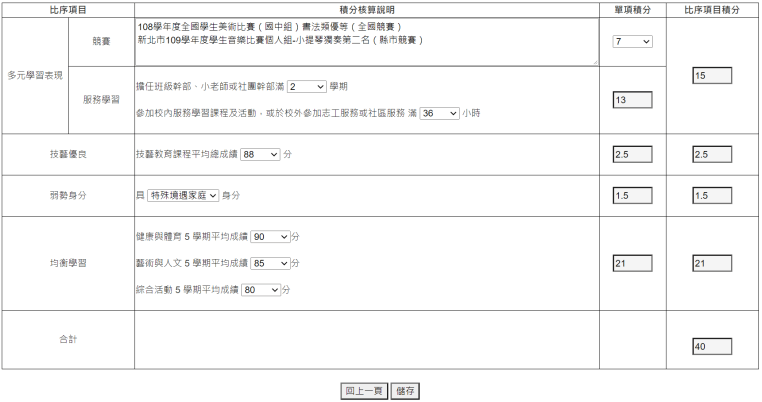 比序項目 積分核算說明 單項積分 比序項目積分
多元學習表現
競賽
108學年度全國學生美術比賽(國中組)書法類優等(全國競賽)
新北市109學年度學生音樂比賽個人組-小提琴獨奏第二名(縣市競賽)
7
15
服務學習
擔任班級幹部、小老師或社團幹部滿 2 學期
參加校內服務學習課程及活動,或於校外參加志工服務或社區服務 滿 36 小時
13
技藝優良 技藝教育課程平均總成績 88 分 2.5 2.5
弱勢身分 具 特殊境遇家庭 身分 1.5 1.5
均衡學習
健康與體育 5 學期平均成績 90 分
藝術與人文 5 學期平均成績 85 分
綜合活動 5 學期平均成績 80 分
21 21
合計 40
回上一頁 儲存